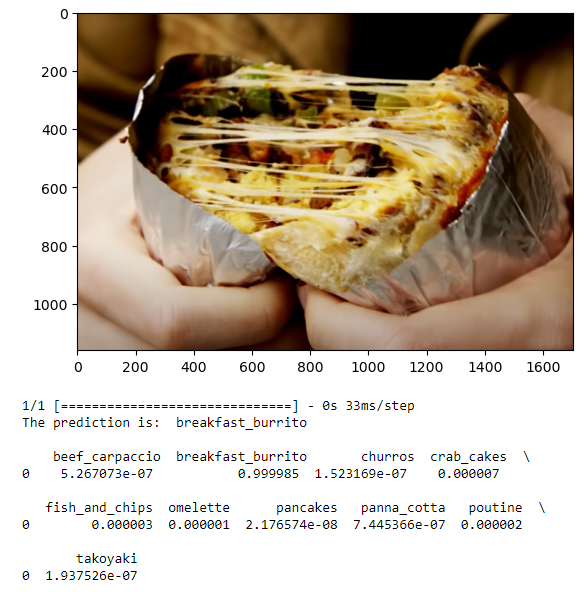 0
200
400
600
800
1000
0 200 400 600 800 1000 1200 1400 1600
1/1 [==============================] - 0s 33ms/step
The prediction is:  breakfast_burrito
beef_carpaccio  breakfast_burrito       churros  crab_cakes  \
0    5.267073e-07           0.999985  1.523169e-07    0.000007
fish_and_chips  omelette      pancakes   panna_cotta   poutine  \
0        0.000003  0.000001  2.176574e-08  7.445366e-07  0.000002
takoyaki
0  1.937526e-07